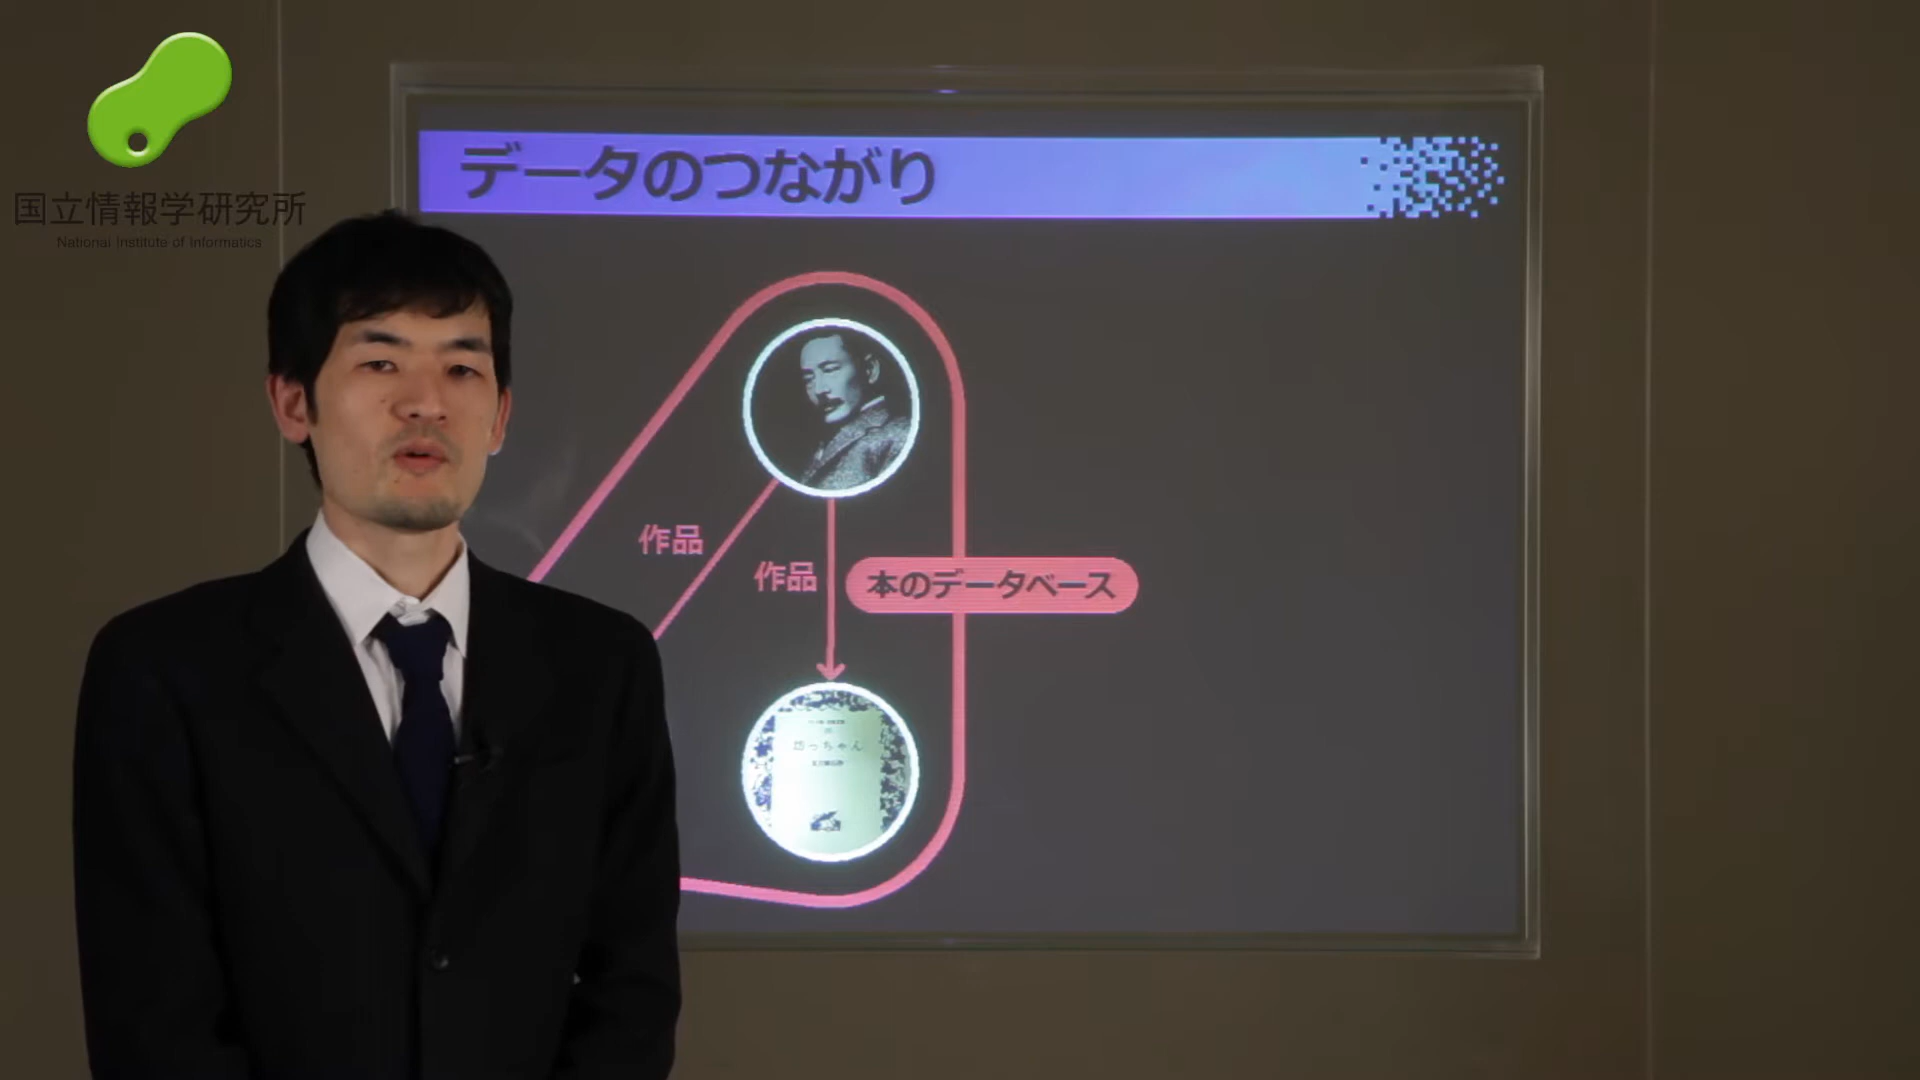 国立情報学研究所
National Institute of Informatics
データのつながり
作品
作品
本のデータベース
坊っちゃん